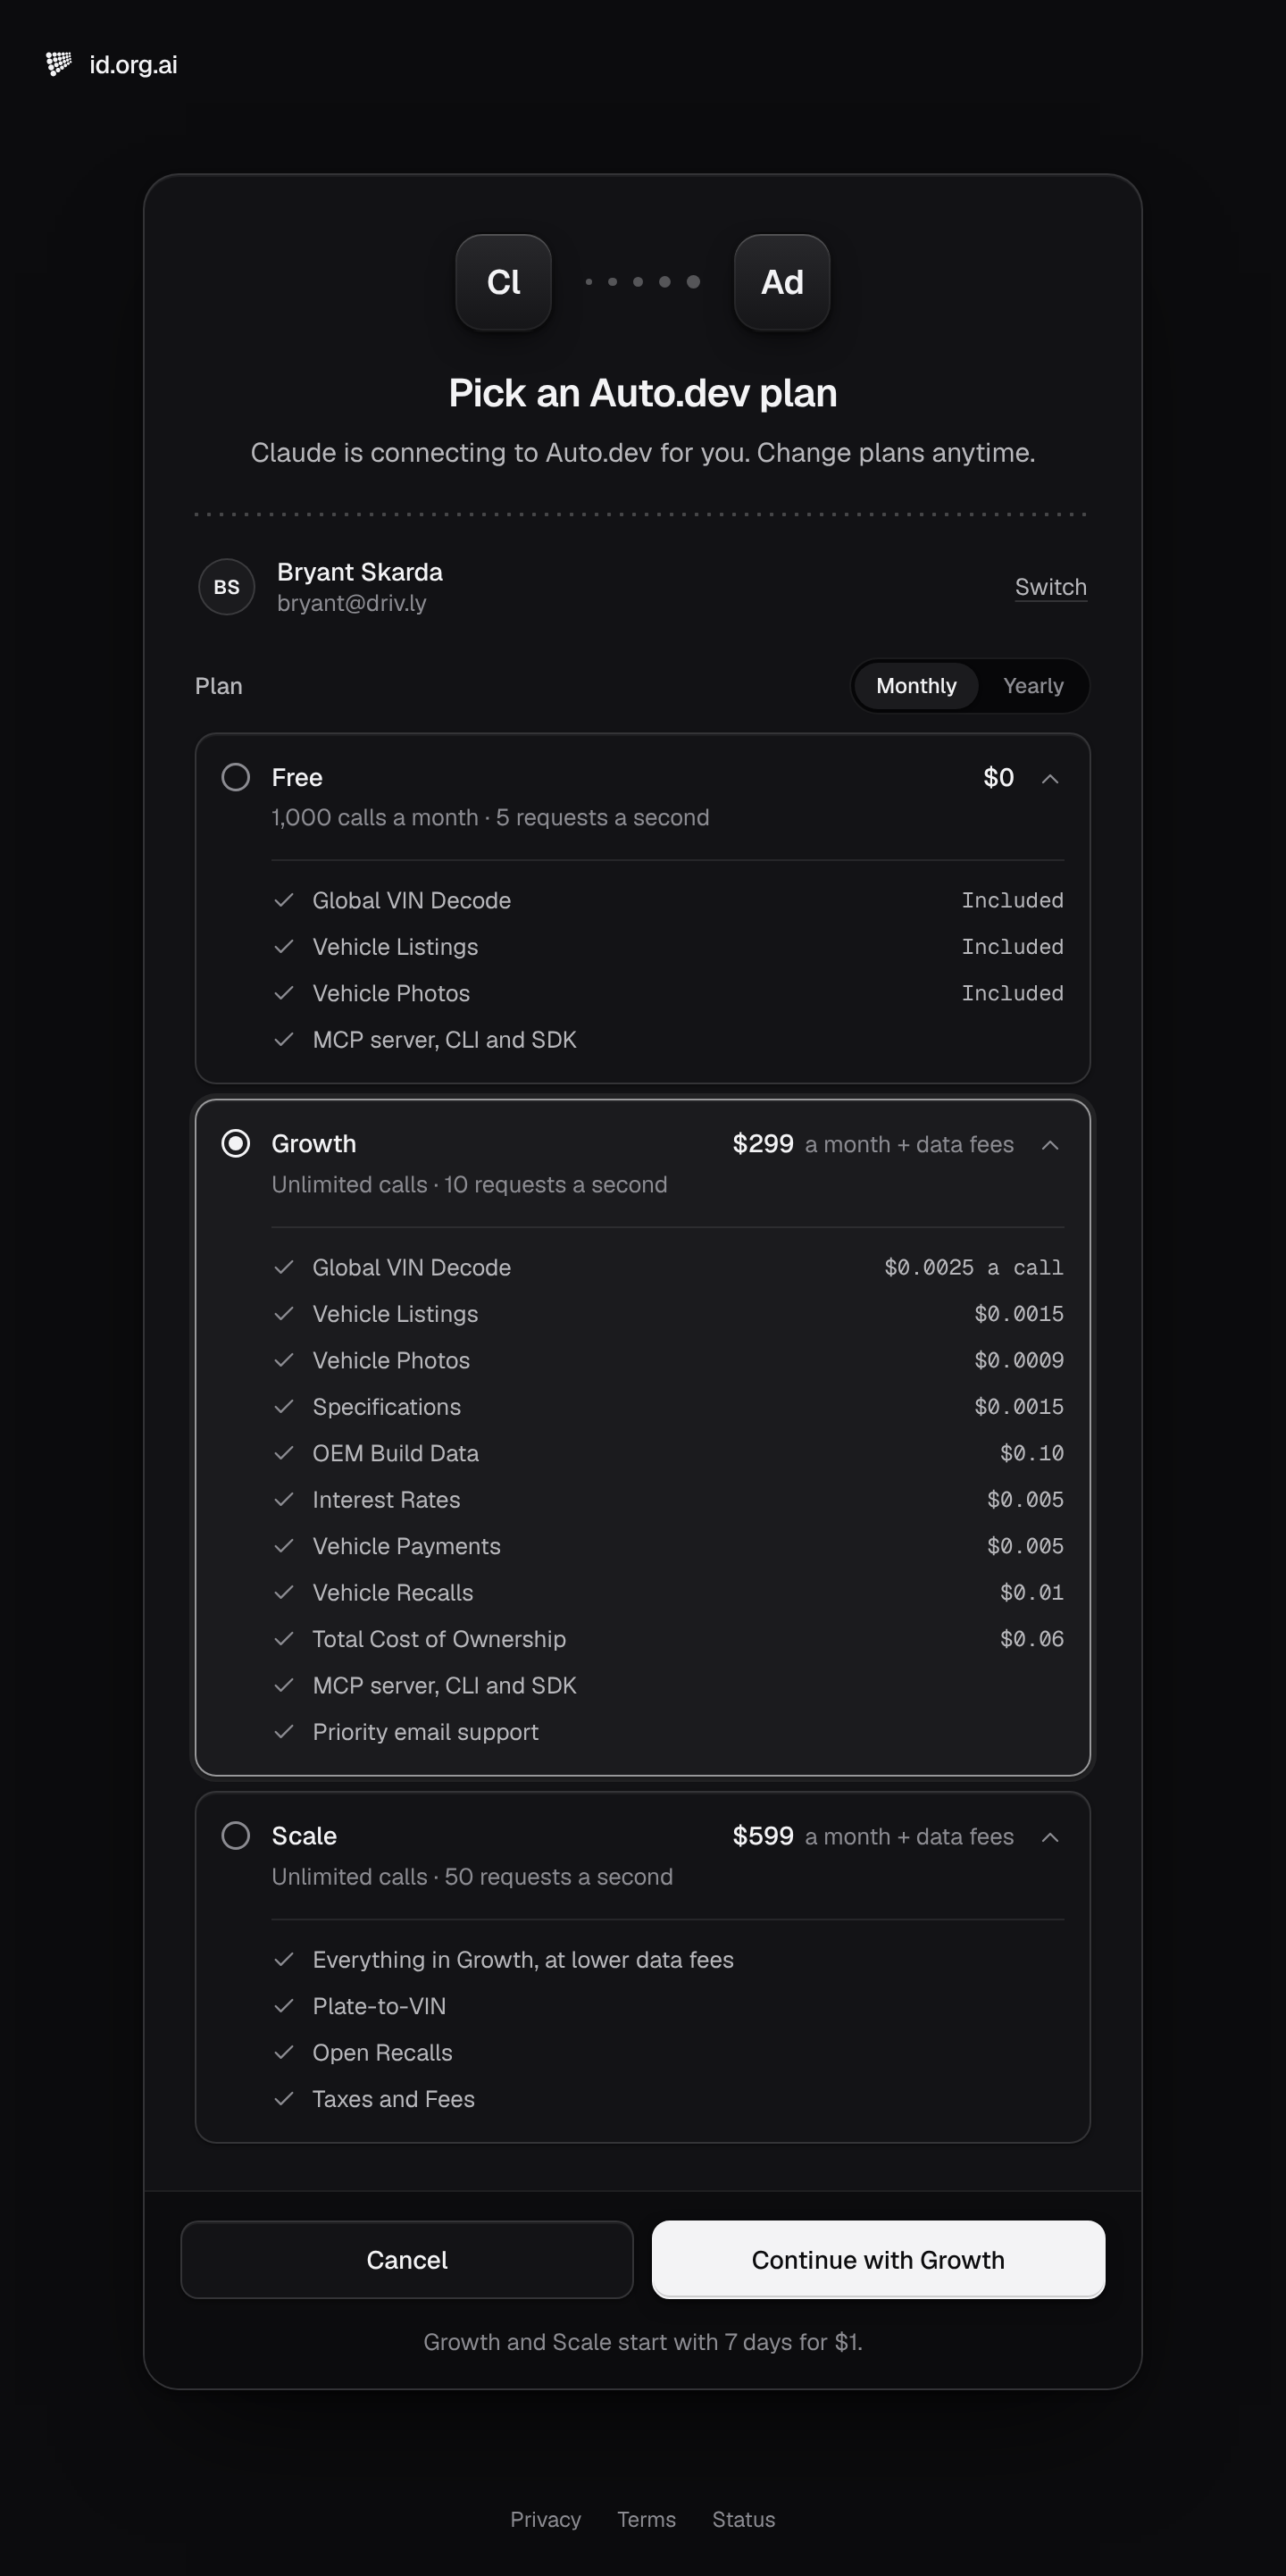 id.org.ai
Cl
Ad
Pick an Auto.dev plan
Claude is connecting to Auto.dev for you. Change plans anytime.
BS
Bryant Skarda
bryant@driv.ly
Switch
Plan
Monthly
Yearly
Free
$0
1,000 calls a month · 5 requests a second
Global VIN Decode Included
Vehicle Listings Included
Vehicle Photos Included
MCP server, CLI and SDK
Growth
$299 a month + data fees
Unlimited calls · 10 requests a second
Global VIN Decode $0.0025 a call
Vehicle Listings $0.0015
Vehicle Photos $0.0009
Specifications $0.0015
OEM Build Data $0.10
Interest Rates $0.005
Vehicle Payments $0.005
Vehicle Recalls $0.01
Total Cost of Ownership $0.06
MCP server, CLI and SDK
Priority email support
Scale
$599 a month + data fees
Unlimited calls · 50 requests a second
Everything in Growth, at lower data fees
Plate-to-VIN
Open Recalls
Taxes and Fees
Cancel
Continue with Growth
Growth and Scale start with 7 days for $1.
Privacy Terms Status